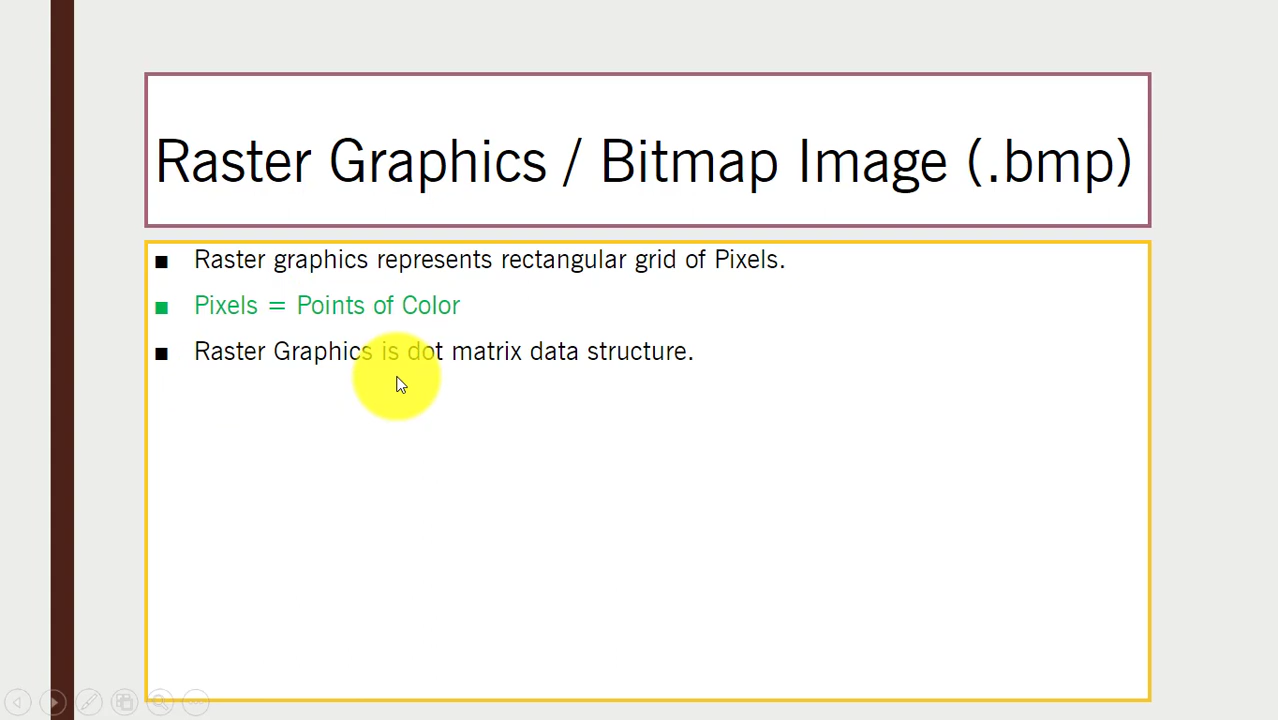 Raster Graphics / Bitmap Image (.bmp)
Raster graphics represents rectangular grid of Pixels.
Pixels = Points of Color
Raster Graphics is dot matrix data structure.